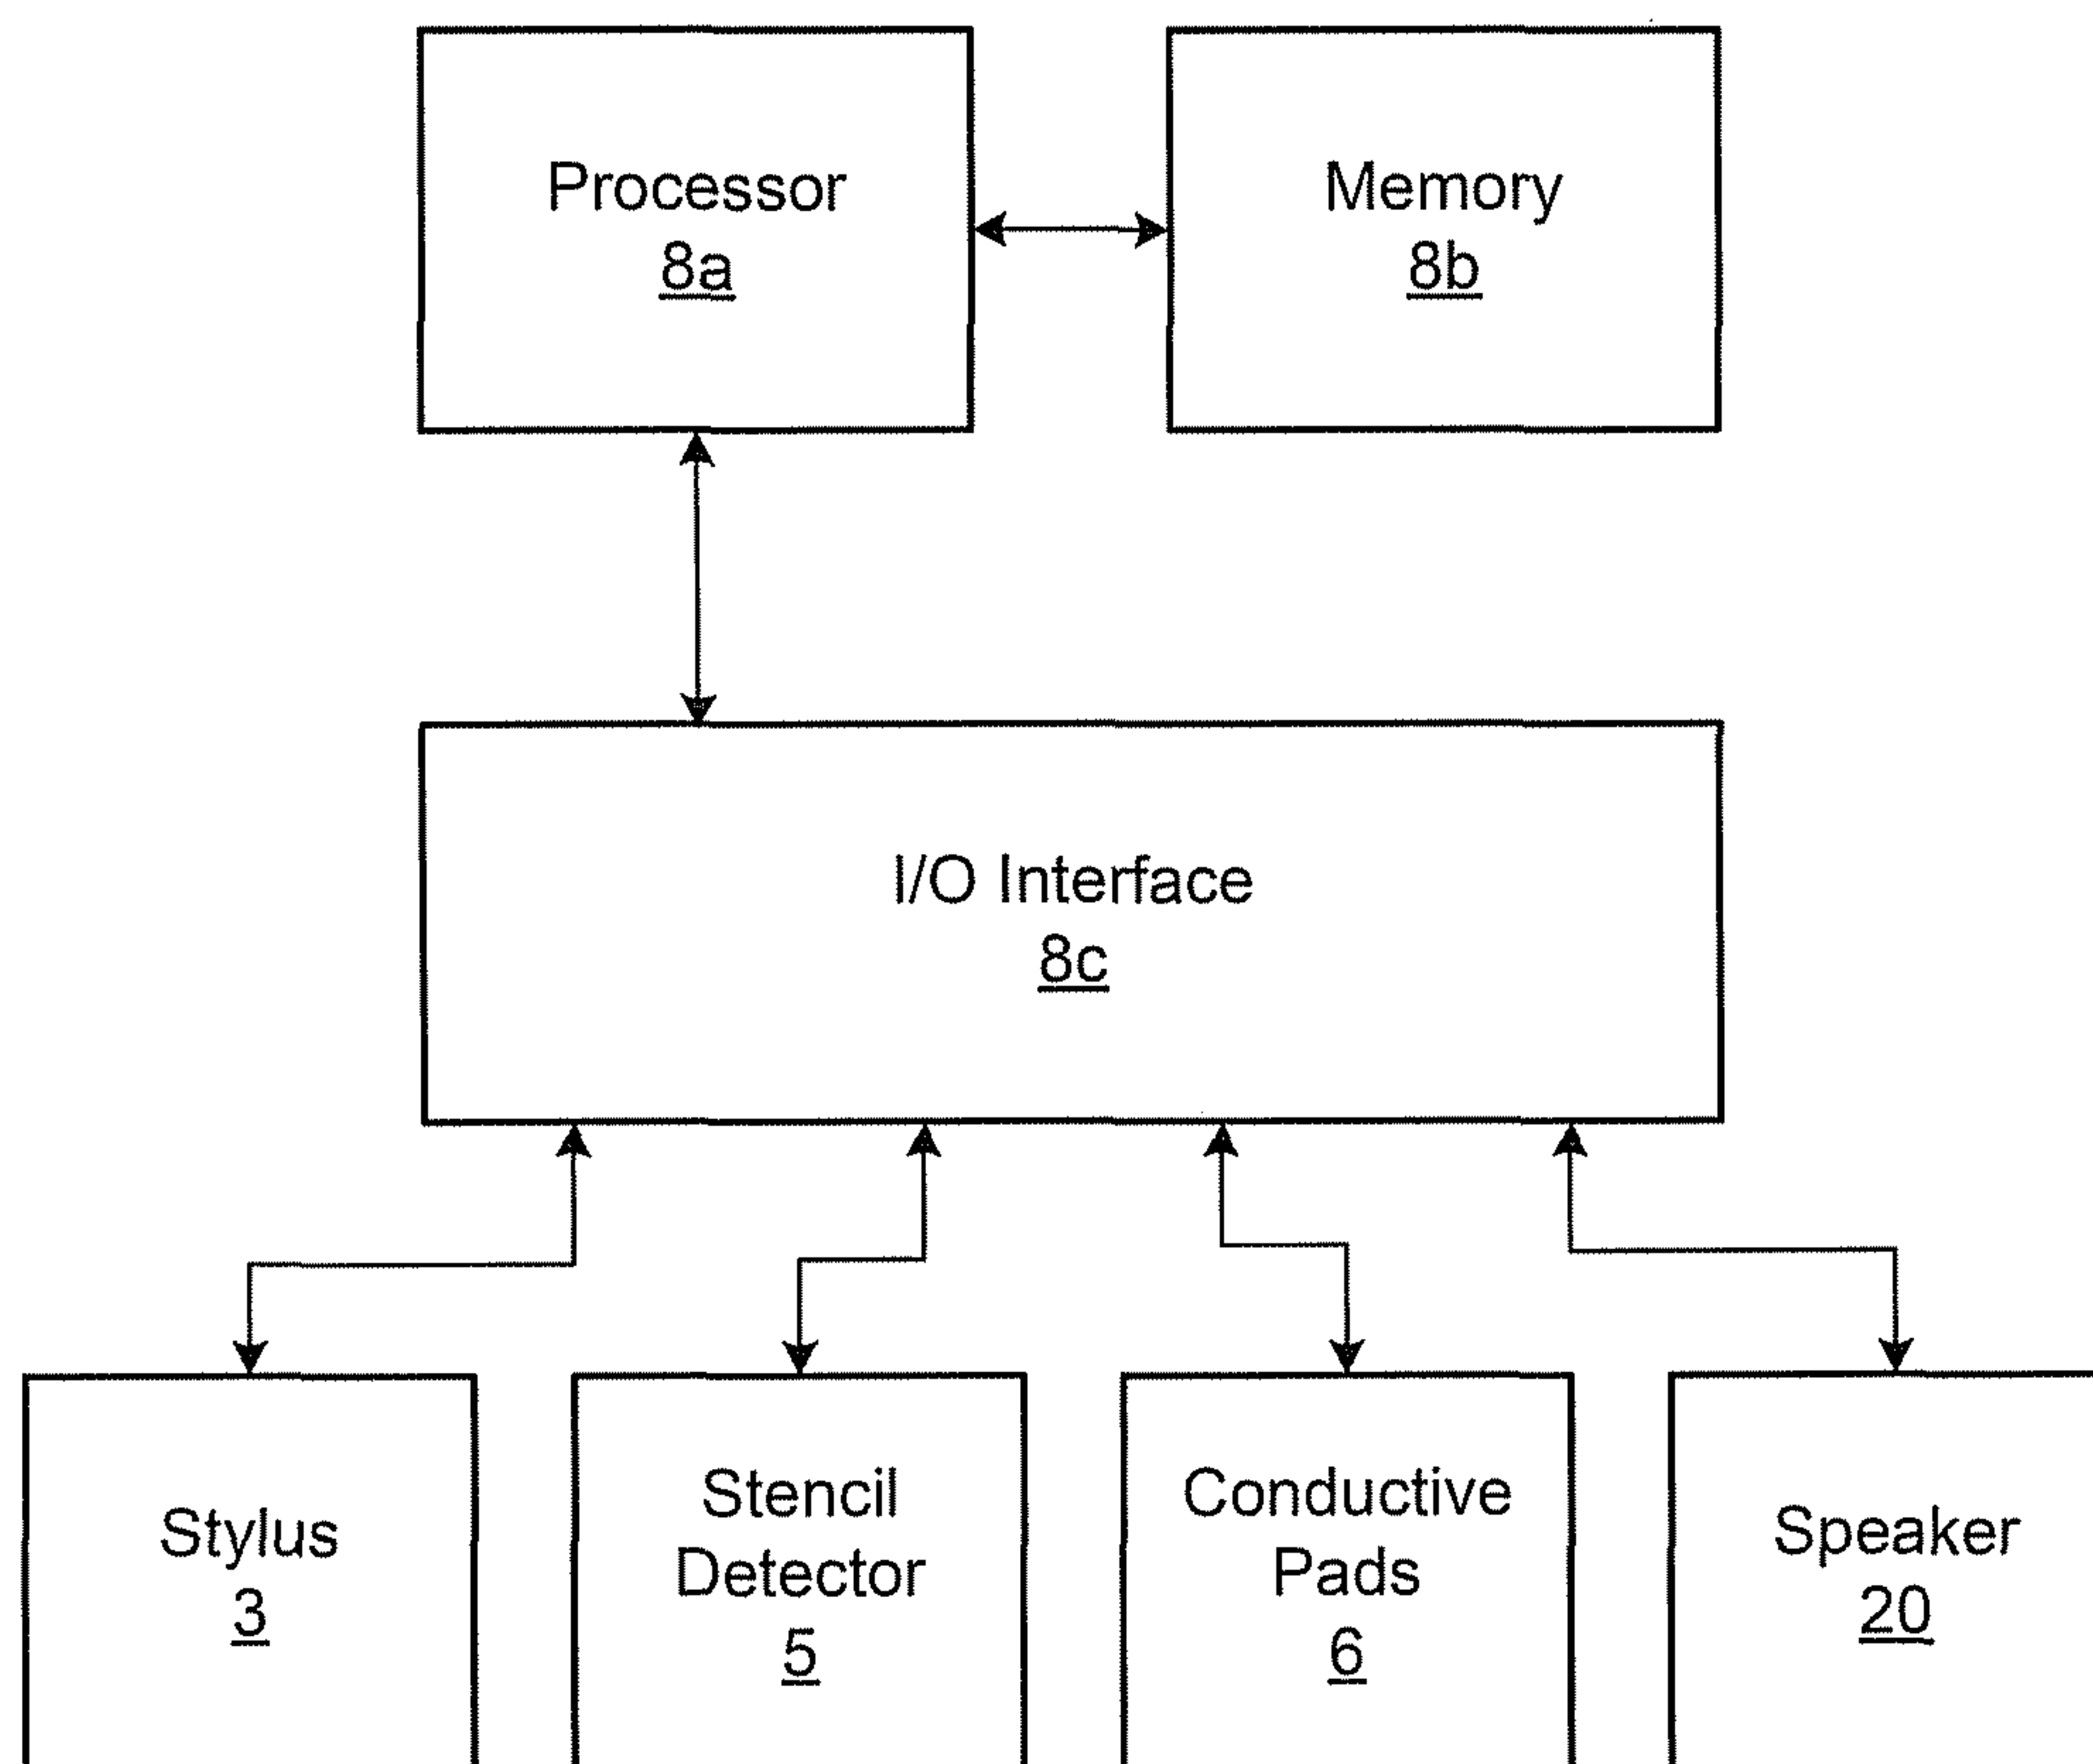 Processor
8a
Memory
8b
I/O Interface
8c
Stylus
3
Stencil
Detector
5
Conductive
Pads
6
Speaker
20